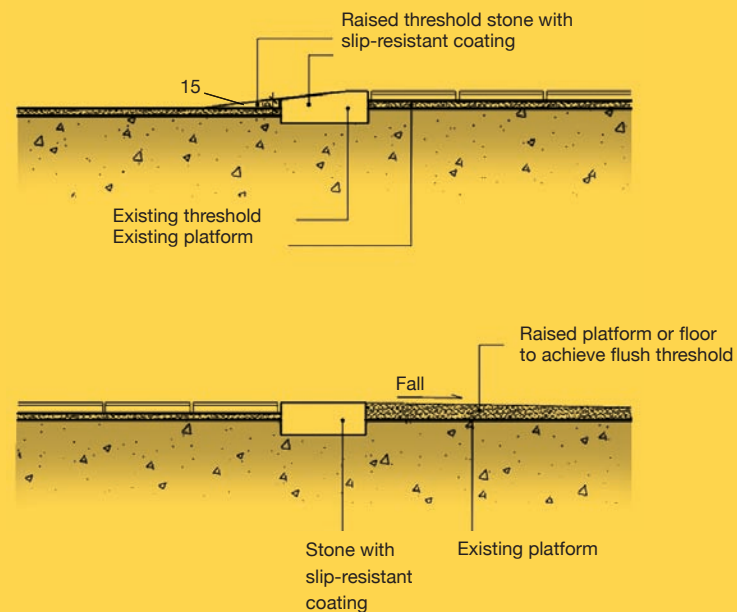 Raised threshold stone with
slip-resistant coating
15
Existing threshold
Existing platform
Raised platform or floor
to achieve flush threshold
Fall
Stone with
slip-resistant
coating
Existing platform